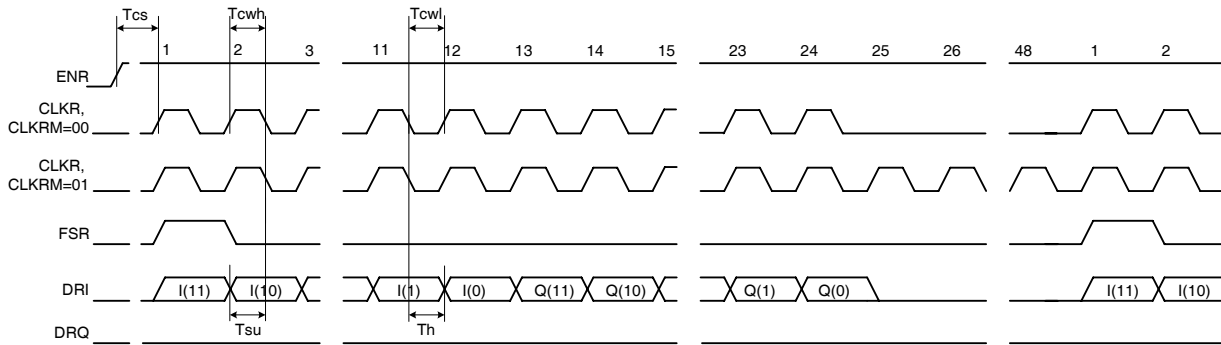 Tcs Tcwh Tcwl
1 2 3 11 12 13 14 15 23 24 25 26 48 1 2
ENR
CLKR,
CLKRM=00
CLKR,
CLKRM=01
FSR
DRI I(11) I(10) I(1) I(0) Q(11) Q(10) Q(1) Q(0) I(11) I(10)
Tsu Th
DRQ